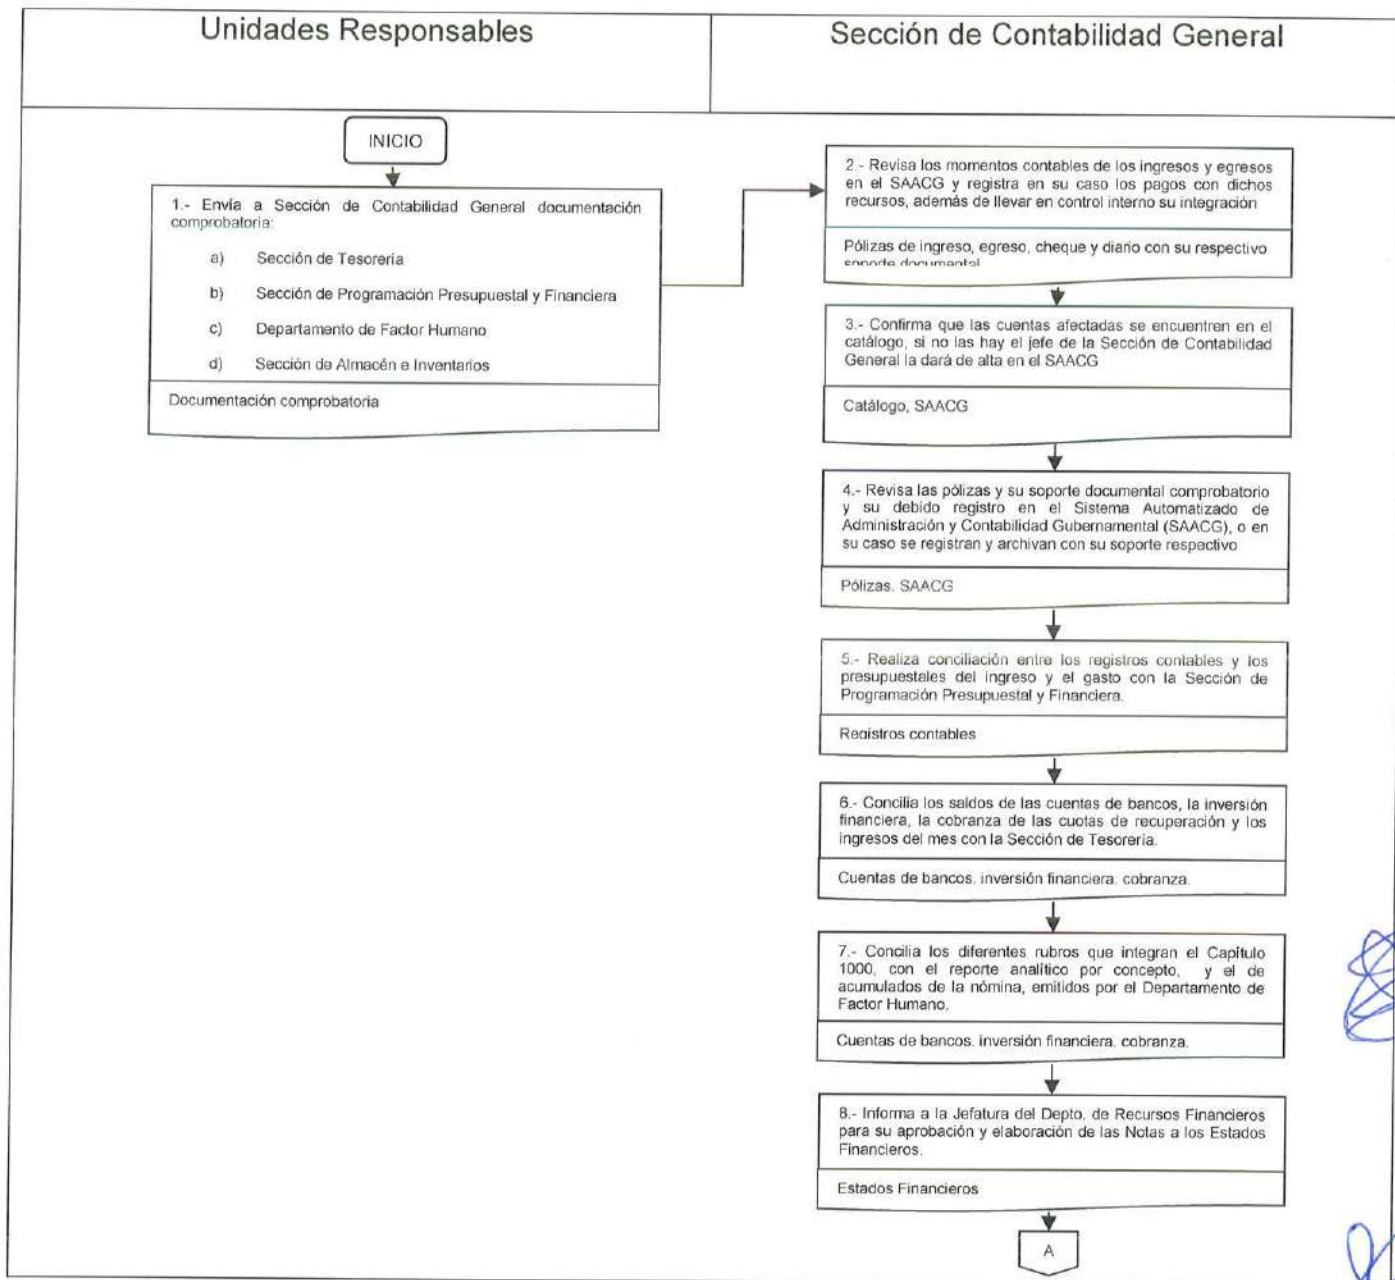 Unidades Responsables
Sección de Contabilidad General
INICIO
1.- Envía a Sección de Contabilidad General documentación
comprobatoria:
a) Sección de Tesorería
b) Sección de Programación Presupuestal y Financiera
c) Departamento de Factor Humano
d) Sección de Almacén e Inventarios
Documentación comprobatoria
2.- Revisa los momentos contables de los ingresos y egresos
en el SAACG y registra en su caso los pagos con dichos
recursos, además de llevar en control interno su integración
Pólizas de ingreso, egreso, cheque y diario con su respectivo
soporte documental
3.- Confirma que las cuentas afectadas se encuentren en el
catálogo, si no las hay el jefe de la Sección de Contabilidad
General la dará de alta en el SAACG
Catálogo, SAACG
4.- Revisa las pólizas y su soporte documental comprobatorio
y su debido registro en el Sistema Automatizado de
Administración y Contabilidad Gubernamental (SAACG), o en
su caso se registran y archivan con su soporte respectivo
Pólizas. SAACG
5.- Realiza conciliación entre los registros contables y los
presupuestales del ingreso y el gasto con la Sección de
Programación Presupuestal y Financiera.
Registros contables
6.- Concilia los saldos de las cuentas de bancos, la inversión
financiera, la cobranza de las cuotas de recuperación y los
ingresos del mes con la Sección de Tesorería.
Cuentas de bancos. inversión financiera. cobranza.
7.- Concilia los diferentes rubros que integran el Capítulo
1000, con el reporte analítico por concepto, y el de
acumulados de la nómina, emitidos por el Departamento de
Factor Humano.
Cuentas de bancos. inversión financiera. cobranza.
8.- Informa a la Jefatura del Depto. de Recursos Financieros
para su aprobación y elaboración de las Notas a los Estados
Financieros.
Estados Financieros
A